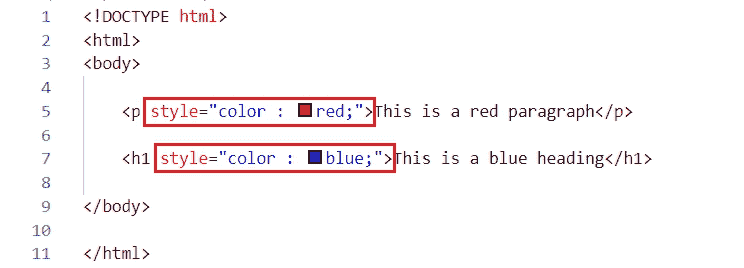 1 <!DOCTYPE html>
2 <html>
3 <body>
4
5 <p style="color : red;">This is a red paragraph</p>
6
7 <h1 style="color : blue;">This is a blue heading</h1>
8
9 </body>
10
11 </html>